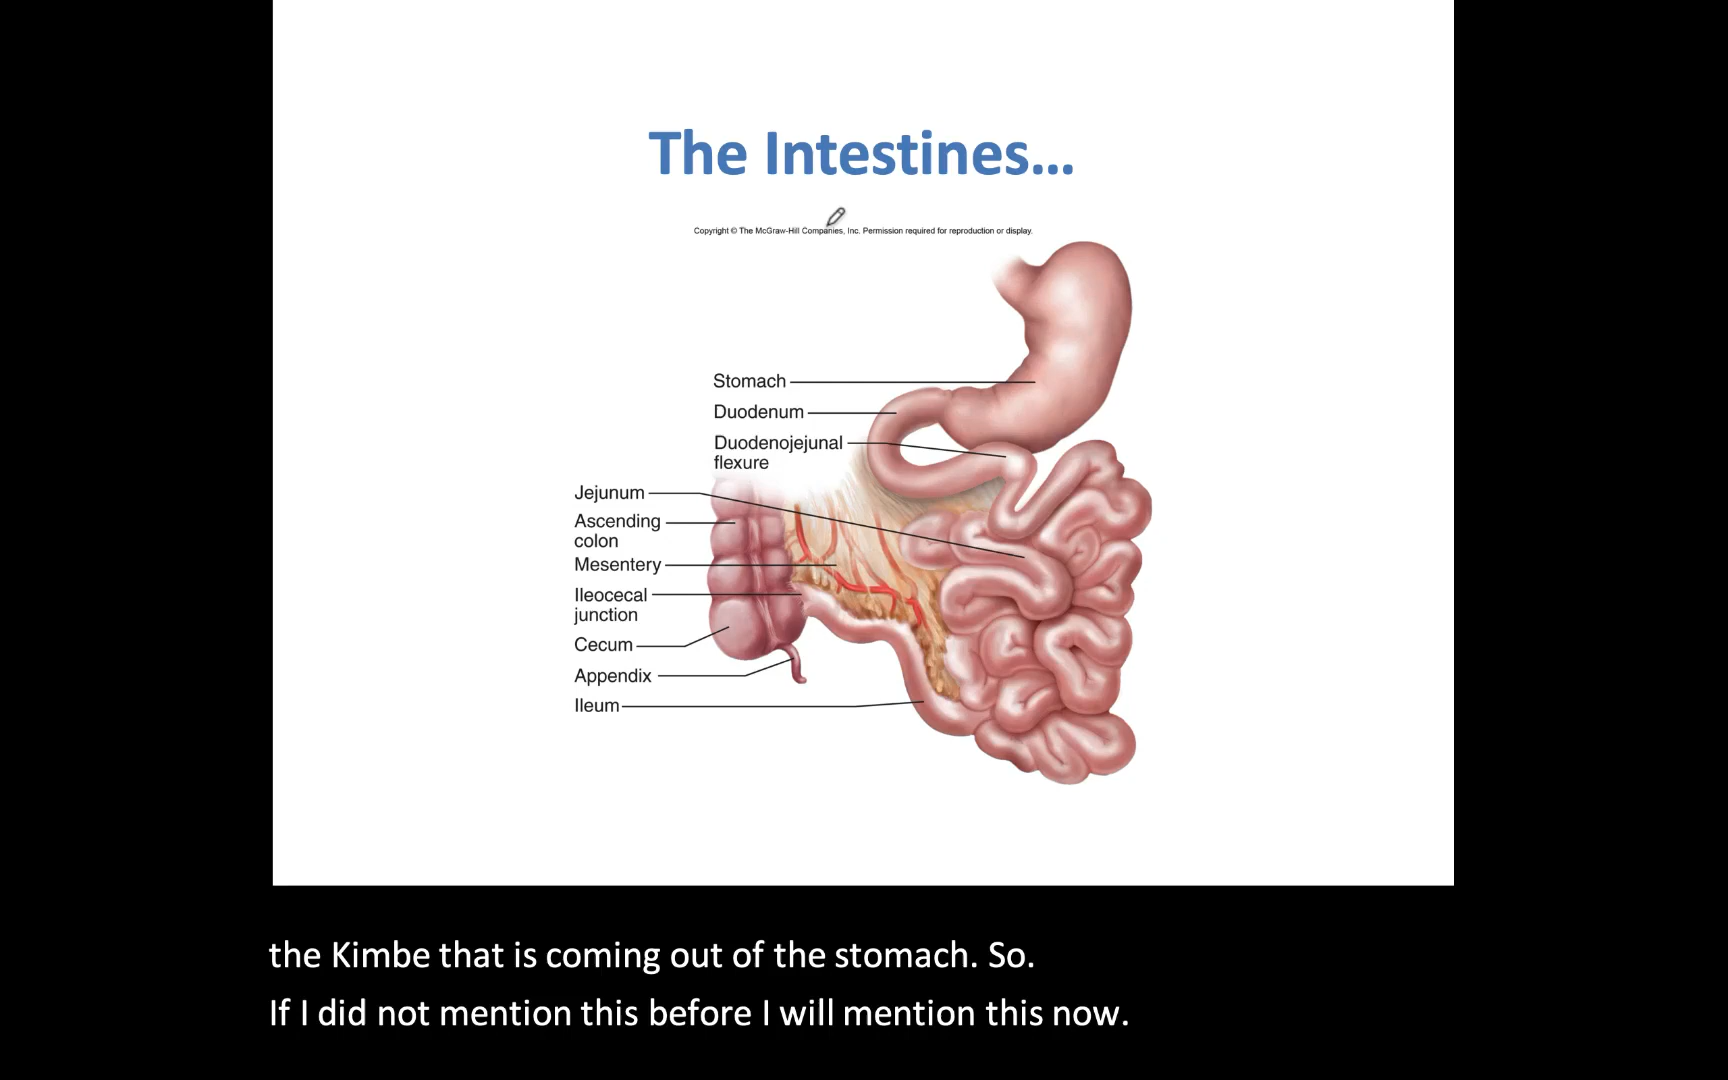 The Intestines...
Copyright © The McGraw-Hill Companies, Inc. Permission required for reproduction or display.
Stomach
Duodenum
Duodenojejunal
flexure
Jejunum
Ascending
colon
Mesentery
Ileocecal
junction
Cecum
Appendix
Ileum
the Kimbe that is coming out of the stomach. So.
If I did not mention this before I will mention this now.